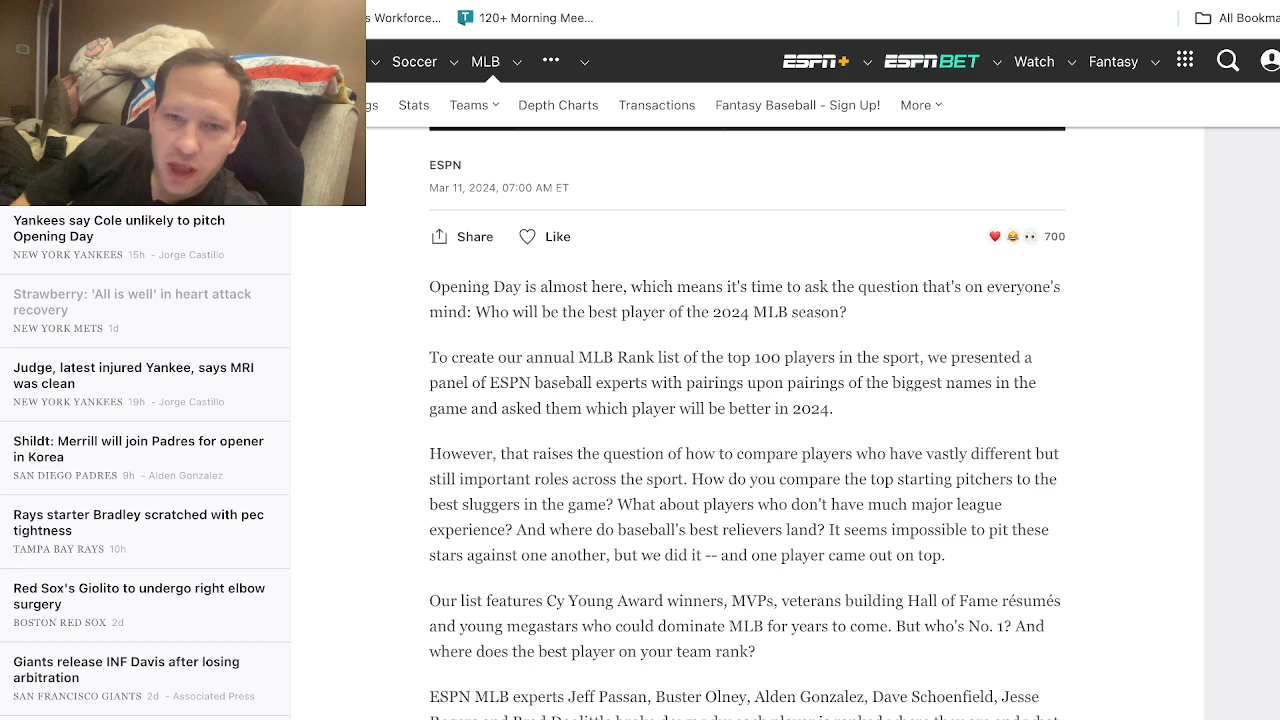 s Workforce...
120+ Morning Mee...
All Bookma
Soccer
MLB
•••
ESPN+
ESPN BET
Watch
Fantasy
gs
Stats
Teams
Depth Charts
Transactions
Fantasy Baseball - Sign Up!
More
ESPN
Mar 11, 2024, 07:00 AM ET
Share
Like
700
Opening Day is almost here, which means it's time to ask the question that's on everyone's
mind: Who will be the best player of the 2024 MLB season?
To create our annual MLB Rank list of the top 100 players in the sport, we presented a
panel of ESPN baseball experts with pairings upon pairings of the biggest names in the
game and asked them which player will be better in 2024.
However, that raises the question of how to compare players who have vastly different but
still important roles across the sport. How do you compare the top starting pitchers to the
best sluggers in the game? What about players who don't have much major league
experience? And where do baseball's best relievers land? It seems impossible to pit these
stars against one another, but we did it -- and one player came out on top.
Our list features Cy Young Award winners, MVPs, veterans building Hall of Fame résumés
and young megastars who could dominate MLB for years to come. But who's No. 1? And
where does the best player on your team rank?
ESPN MLB experts Jeff Passan, Buster Olney, Alden Gonzalez, Dave Schoenfield, Jesse
Yankees say Cole unlikely to pitch
Opening Day
NEW YORK YANKEES 15h - Jorge Castillo
Strawberry: 'All is well' in heart attack
recovery
NEW YORK METS 1d
Judge, latest injured Yankee, says MRI
was clean
NEW YORK YANKEES 19h - Jorge Castillo
Shildt: Merrill will join Padres for opener
in Korea
SAN DIEGO PADRES 9h - Alden Gonzalez
Rays starter Bradley scratched with pec
tightness
TAMPA BAY RAYS 10h
Red Sox's Giolito to undergo right elbow
surgery
BOSTON RED SOX 2d
Giants release INF Davis after losing
arbitration
SAN FRANCISCO GIANTS 2d - Associated Press